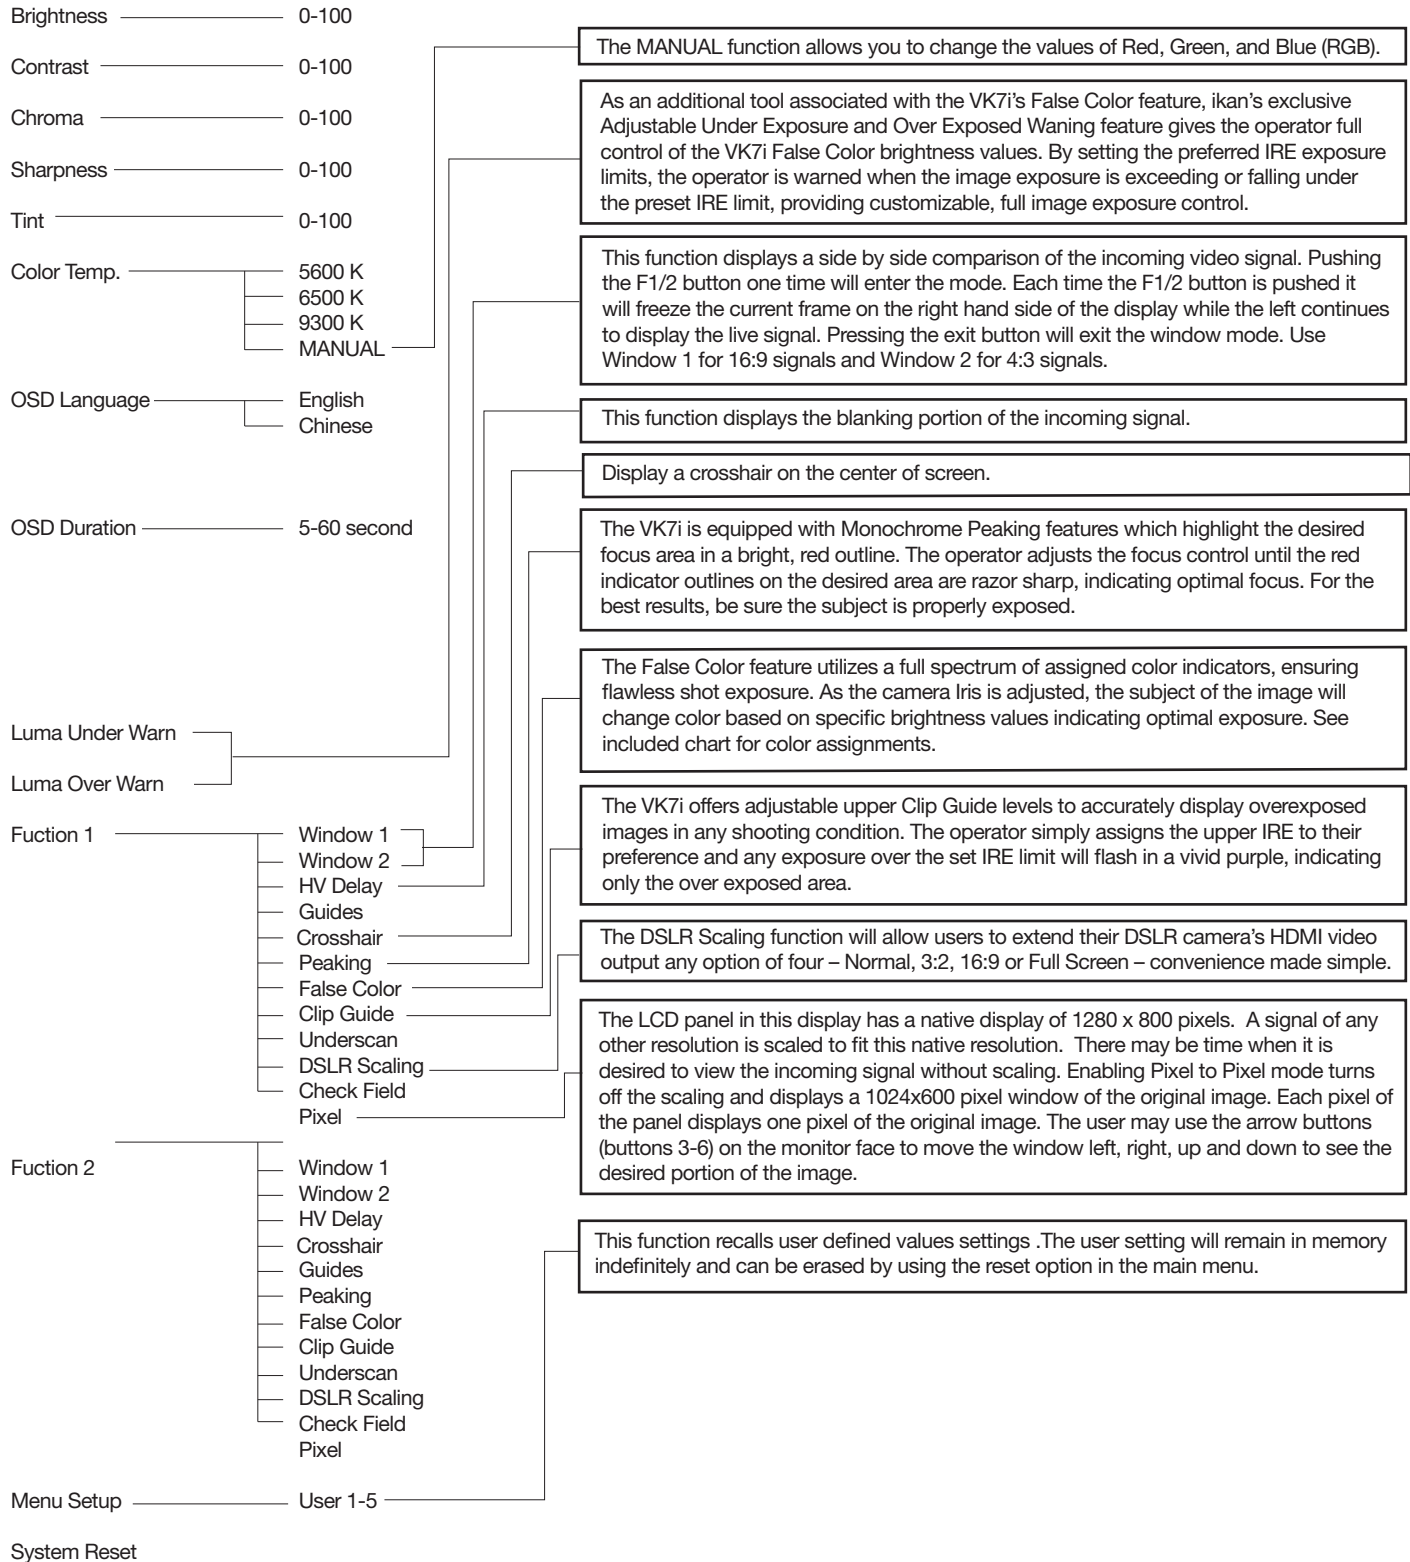 Brightness 0-100
Contrast 0-100
Chroma 0-100
Sharpness 0-100
Tint 0-100
Color Temp. 5600 K
6500 K
9300 K
MANUAL
OSD Language English
Chinese
OSD Duration 5-60 second
Luma Under Warn
Luma Over Warn
Fuction 1 Window 1
Window 2
HV Delay
Guides
Crosshair
Peaking
False Color
Clip Guide
Underscan
DSLR Scaling
Check Field
Pixel
Fuction 2 Window 1
Window 2
HV Delay
Crosshair
Guides
Peaking
False Color
Clip Guide
Underscan
DSLR Scaling
Check Field
Pixel
Menu Setup User 1-5
System Reset
The MANUAL function allows you to change the values of Red, Green, and Blue (RGB).
As an additional tool associated with the VK7i's False Color feature, ikan's exclusive
Adjustable Under Exposure and Over Exposed Waning feature gives the operator full
control of the VK7i False Color brightness values. By setting the preferred IRE exposure
limits, the operator is warned when the image exposure is exceeding or falling under
the preset IRE limit, providing customizable, full image exposure control.
This function displays a side by side comparison of the incoming video signal. Pushing
the F1/2 button one time will enter the mode. Each time the F1/2 button is pushed it
will freeze the current frame on the right hand side of the display while the left continues
to display the live signal. Pressing the exit button will exit the window mode. Use
Window 1 for 16:9 signals and Window 2 for 4:3 signals.
This function displays the blanking portion of the incoming signal.
Display a crosshair on the center of screen.
The VK7i is equipped with Monochrome Peaking features which highlight the desired
focus area in a bright, red outline. The operator adjusts the focus control until the red
indicator outlines on the desired area are razor sharp, indicating optimal focus. For the
best results, be sure the subject is properly exposed.
The False Color feature utilizes a full spectrum of assigned color indicators, ensuring
flawless shot exposure. As the camera Iris is adjusted, the subject of the image will
change color based on specific brightness values indicating optimal exposure. See
included chart for color assignments.
The VK7i offers adjustable upper Clip Guide levels to accurately display overexposed
images in any shooting condition. The operator simply assigns the upper IRE to their
preference and any exposure over the set IRE limit will flash in a vivid purple, indicating
only the over exposed area.
The DSLR Scaling function will allow users to extend their DSLR camera's HDMI video
output any option of four – Normal, 3:2, 16:9 or Full Screen – convenience made simple.
The LCD panel in this display has a native display of 1280 x 800 pixels. A signal of any
other resolution is scaled to fit this native resolution. There may be time when it is
desired to view the incoming signal without scaling. Enabling Pixel to Pixel mode turns
off the scaling and displays a 1024x600 pixel window of the original image. Each pixel of
the panel displays one pixel of the original image. The user may use the arrow buttons
(buttons 3-6) on the monitor face to move the window left, right, up and down to see the
desired portion of the image.
This function recalls user defined values settings .The user setting will remain in memory
indefinitely and can be erased by using the reset option in the main menu.